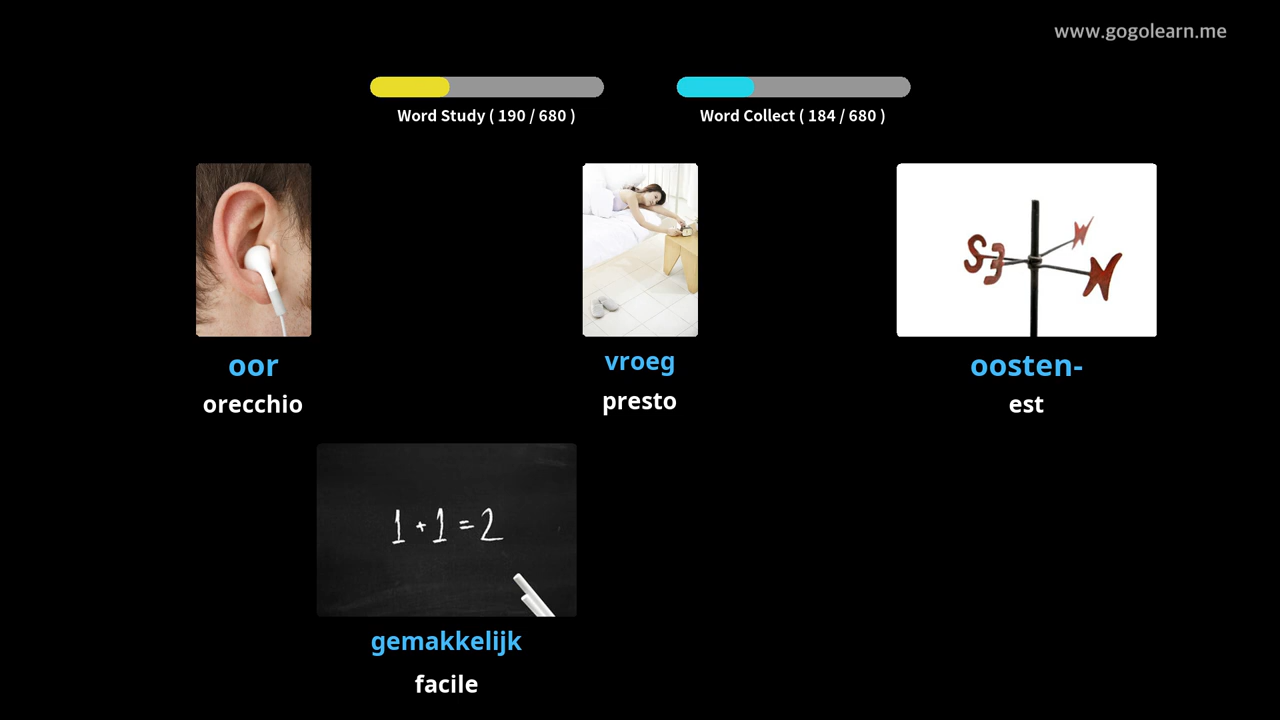 www.gogolearn.me
Word Study ( 190 / 680 )
Word Collect ( 184 / 680 )
S
E
N
W
oor
orecchio
vroeg
presto
oosten-
est
1 + 1 = 2
gemakkelijk
facile